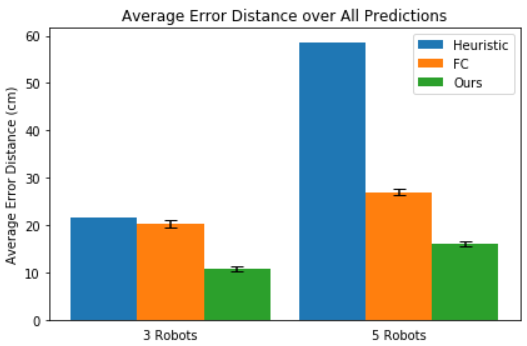 Average Error Distance over All Predictions
Average Error Distance (cm)
60
50
40
30
20
10
0
Heuristic
FC
Ours
3 Robots
5 Robots